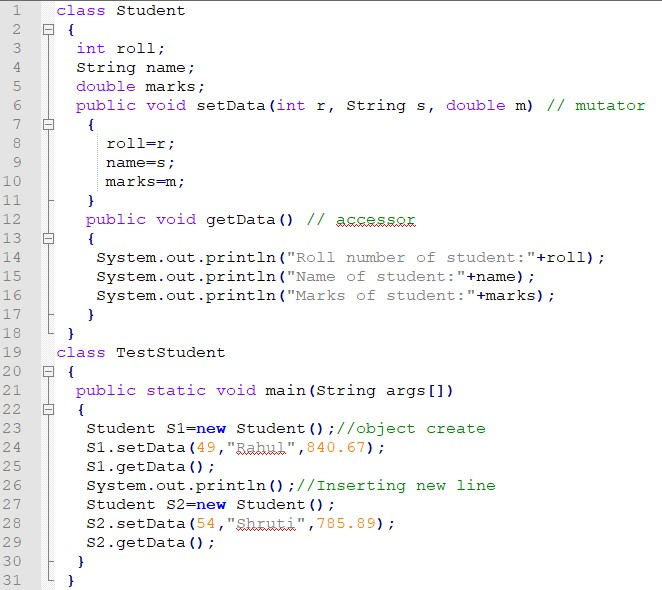 1 class Student
2 {
3 int roll;
4 String name;
5 double marks;
6 public void setData(int r, String s, double m) // mutator
7 {
8 roll=r;
9 name=s;
10 marks=m;
11 }
12 public void getData() // accessor
13 {
14 System.out.println("Roll number of student:"+roll);
15 System.out.println("Name of student:"+name);
16 System.out.println("Marks of student:"+marks);
17 }
18 }
19 class TestStudent
20 {
21 public static void main(String args[])
22 {
23 Student S1=new Student();//object create
24 S1.setData(49,"Rahul",840.67);
25 S1.getData();
26 System.out.println();//Inserting new line
27 Student S2=new Student();
28 S2.setData(54,"Shruti",785.89);
29 S2.getData();
30 }
31 }